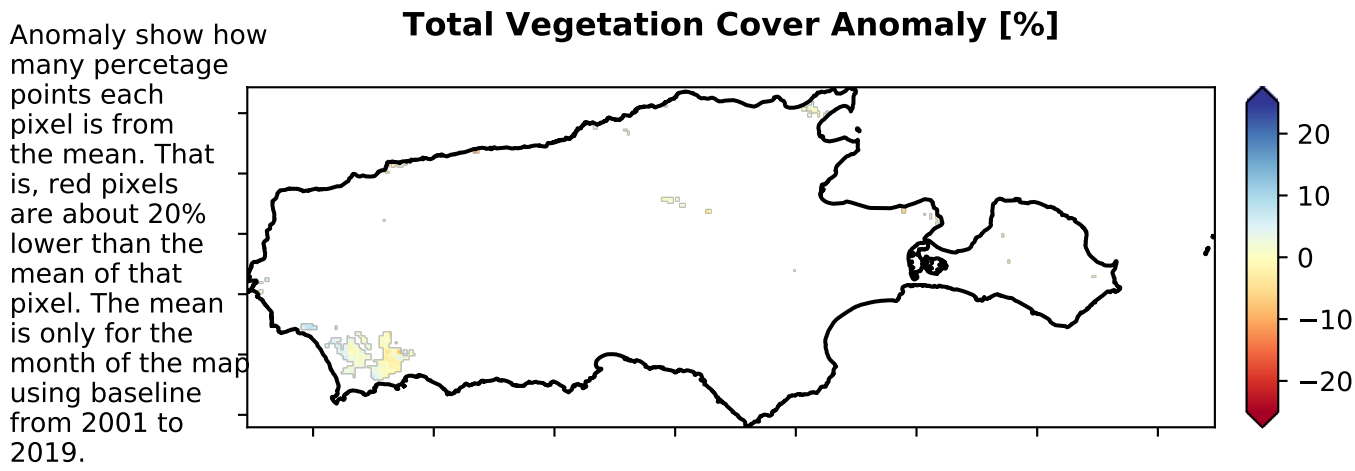 Total Vegetation Cover Anomaly [%]
Anomaly show how
many percetage
points each
pixel is from
the mean. That
is, red pixels
are about 20%
lower than the
mean of that
pixel. The mean
is only for the
month of the map
using baseline
from 2001 to
2019.
20
10
0
−10
−20